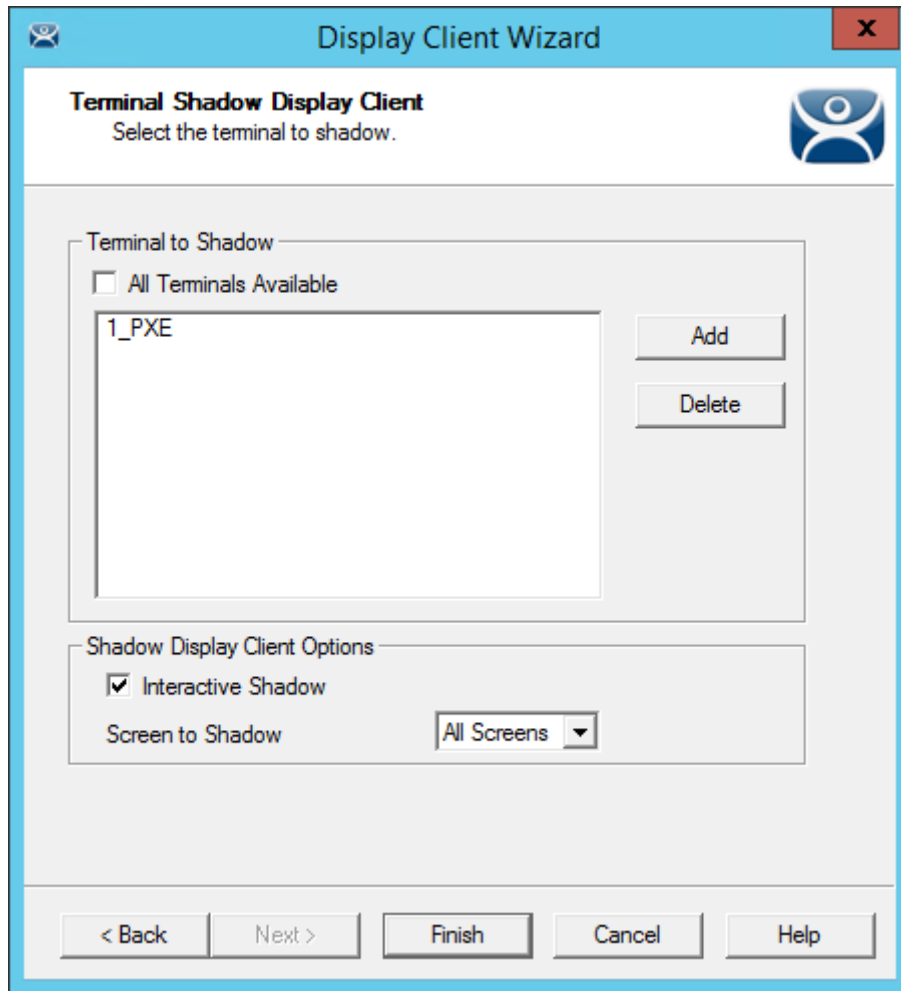 Display Client Wizard
x
Terminal Shadow Display Client
Select the terminal to shadow.
Terminal to Shadow
All Terminals Available
1_PXE
Add
Delete
Shadow Display Client Options
Interactive Shadow
Screen to Shadow All Screens
< Back Next > Finish Cancel Help